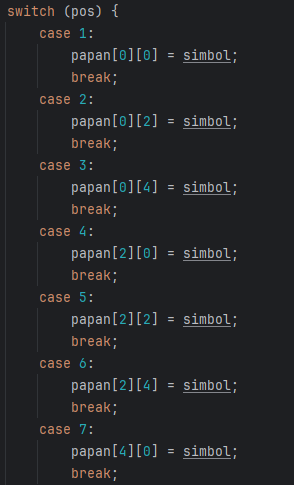 switch (pos) {
    case 1:
        papan[0][0] = simbol;
        break;
    case 2:
        papan[0][2] = simbol;
        break;
    case 3:
        papan[0][4] = simbol;
        break;
    case 4:
        papan[2][0] = simbol;
        break;
    case 5:
        papan[2][2] = simbol;
        break;
    case 6:
        papan[2][4] = simbol;
        break;
    case 7:
        papan[4][0] = simbol;
        break;